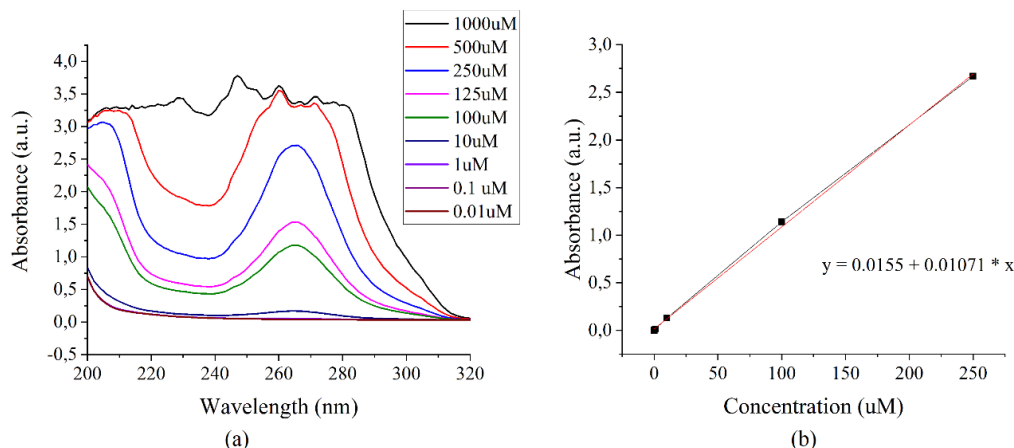 1000uM
500uM
250uM
125uM
100uM
10uM
1uM
0.1 uM
0.01uM
4,0
3,5
3,0
2,5
2,0
1,5
1,0
0,5
0,0
-0,5
Absorbance (a.u.)
200 220 240 260 280 300 320
Wavelength (nm)
(a)
3,0
2,5
2,0
1,5
1,0
0,5
0,0
Absorbance (a.u.)
y = 0.0155 + 0.01071 * x
0 50 100 150 200 250
Concentration (uM)
(b)